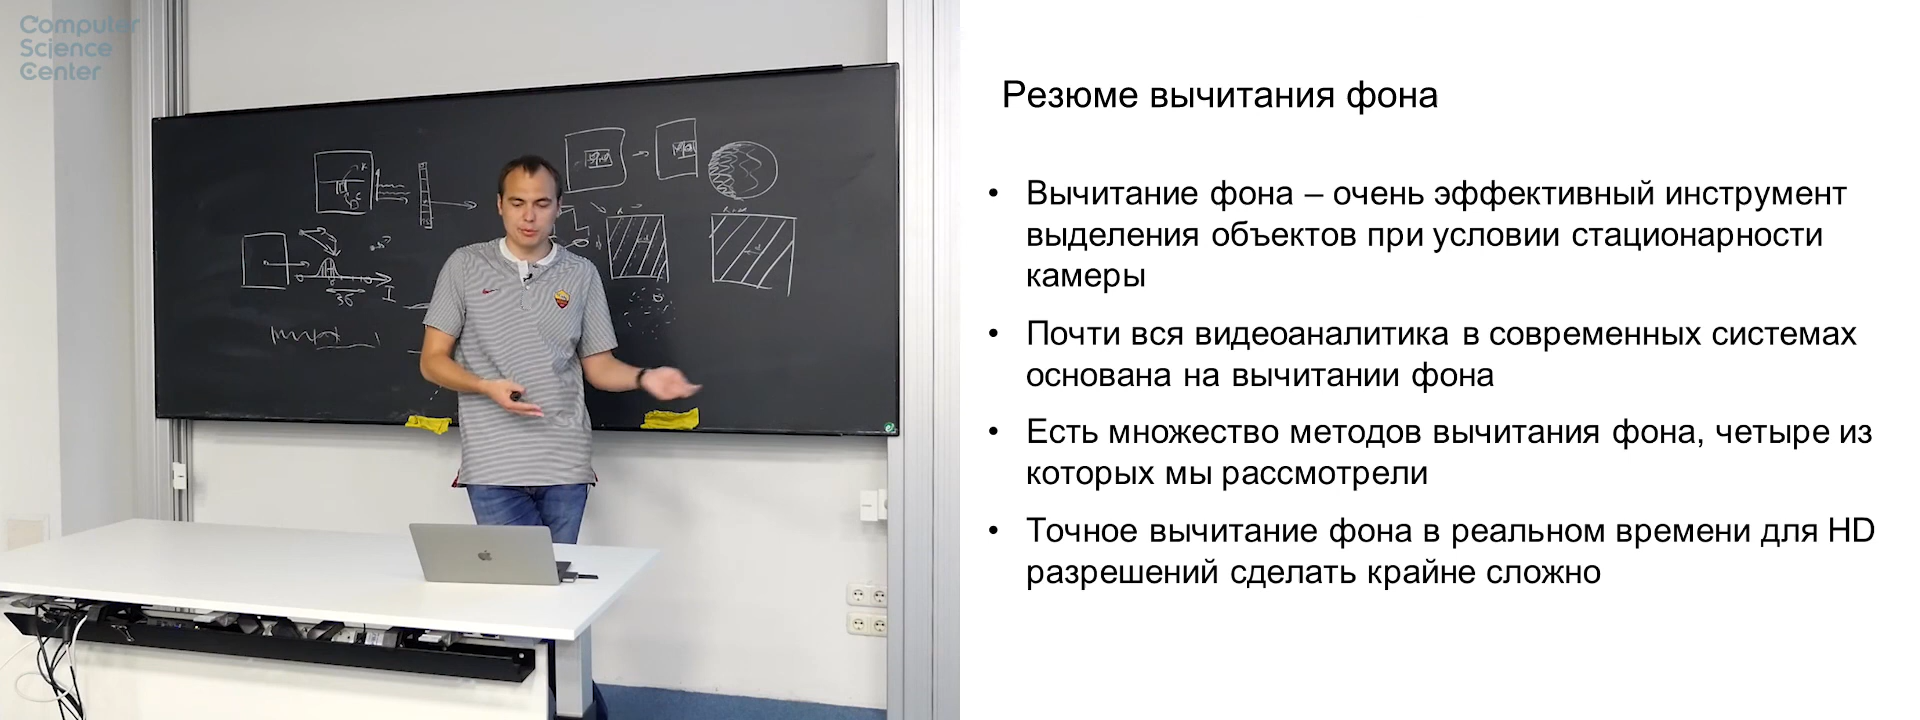 Computer
Science
Center
3б
I
Резюме вычитания фона
• Вычитание фона – очень эффективный инструмент
выделения объектов при условии стационарности
камеры
• Почти вся видеоаналитика в современных системах
основана на вычитании фона
• Есть множество методов вычитания фона, четыре из
которых мы рассмотрели
• Точное вычитание фона в реальном времени для HD
разрешений сделать крайне сложно